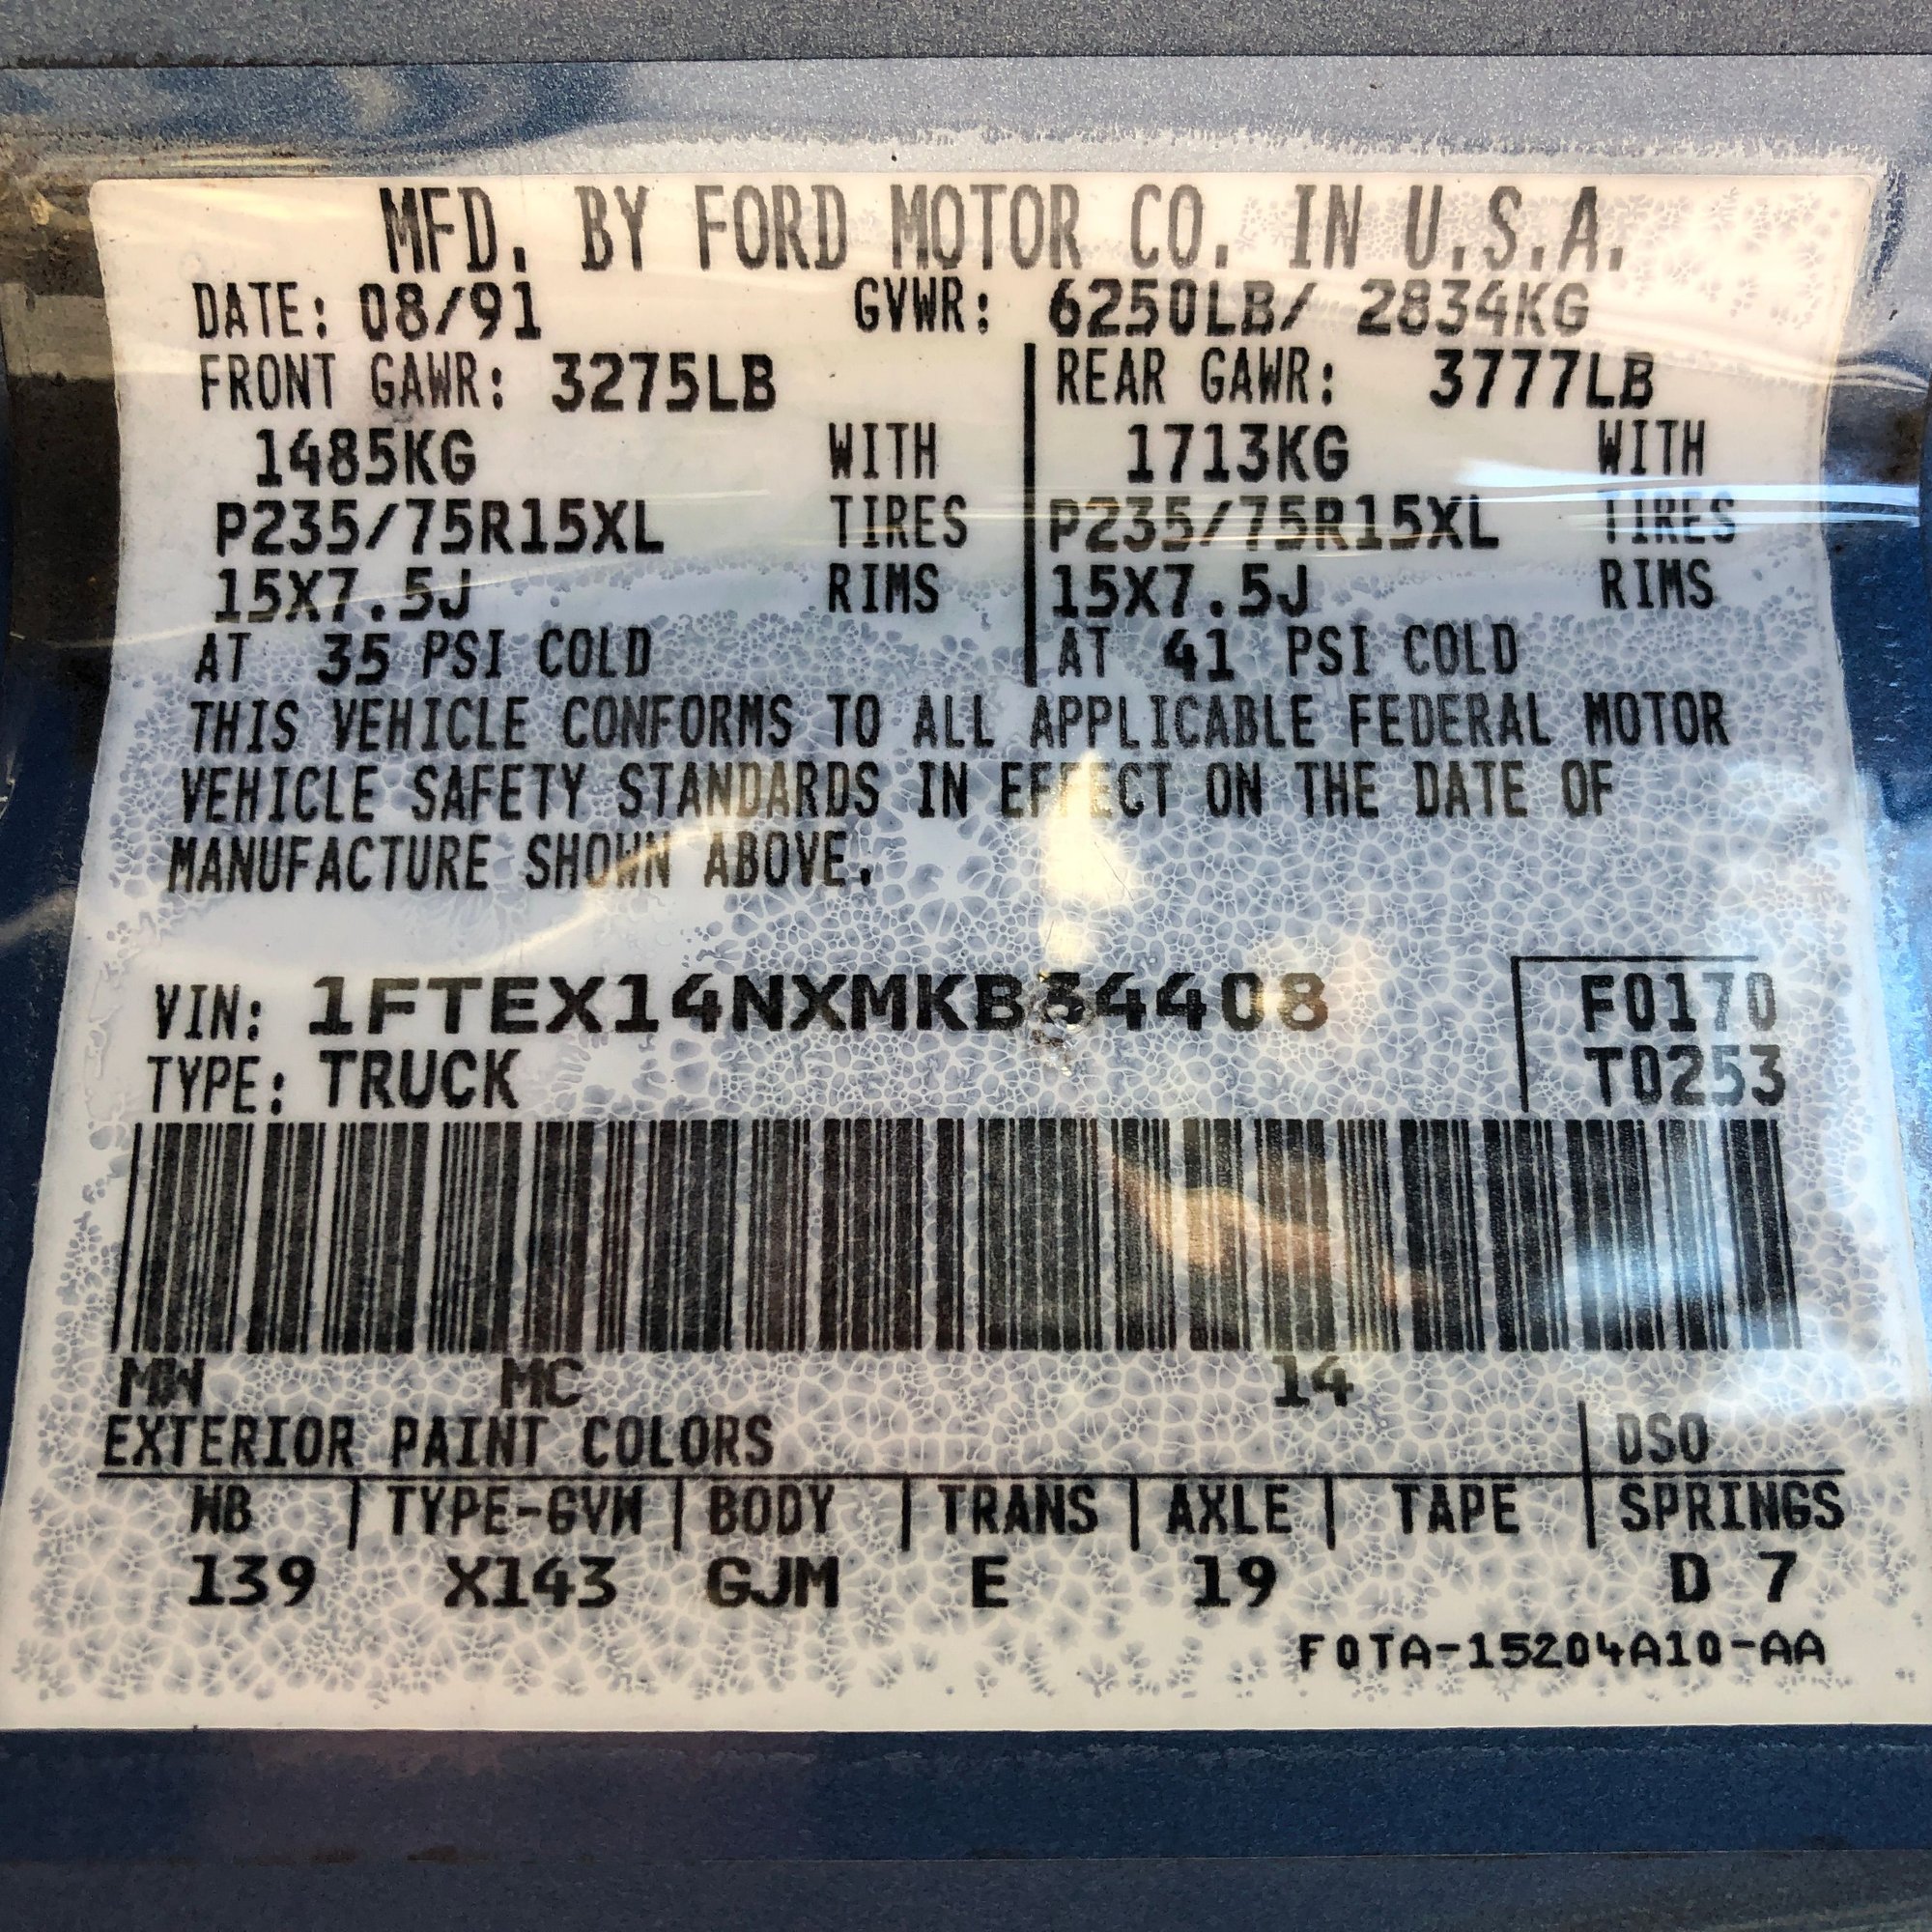 MFD. BY FORD MOTOR CO. IN U.S.A.
DATE: 08/91 GVWR: 6250LB/ 2834KG
FRONT GAWR: 3275LB REAR GAWR: 3777LB
1485KG WITH 1713KG WITH
P235/75R15XL TIRES P235/75R15XL TIRES
15X7.5J RIMS 15X7.5J RIMS
AT 35 PSI COLD AT 41 PSI COLD
THIS VEHICLE CONFORMS TO ALL APPLICABLE FEDERAL MOTOR
VEHICLE SAFETY STANDARDS IN EFFECT ON THE DATE OF
MANUFACTURE SHOWN ABOVE.
VIN: 1FTEX14NXMKB34408 F0170
TYPE: TRUCK T0253
MW MC 14
EXTERIOR PAINT COLORS DSO
WB TYPE-GVW BODY TRANS AXLE TAPE SPRINGS
139 X143 GJM E 19 D 7
F0TA-15204A10-AA